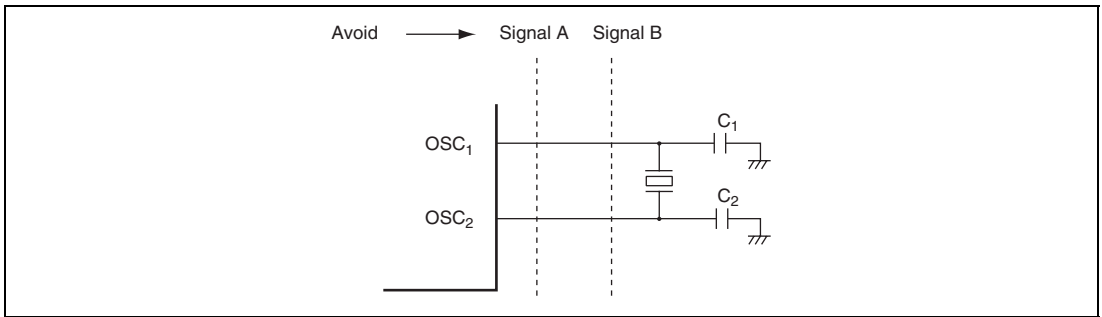 Avoid Signal A Signal B
OSC₁
C₁
OSC₂
C₂